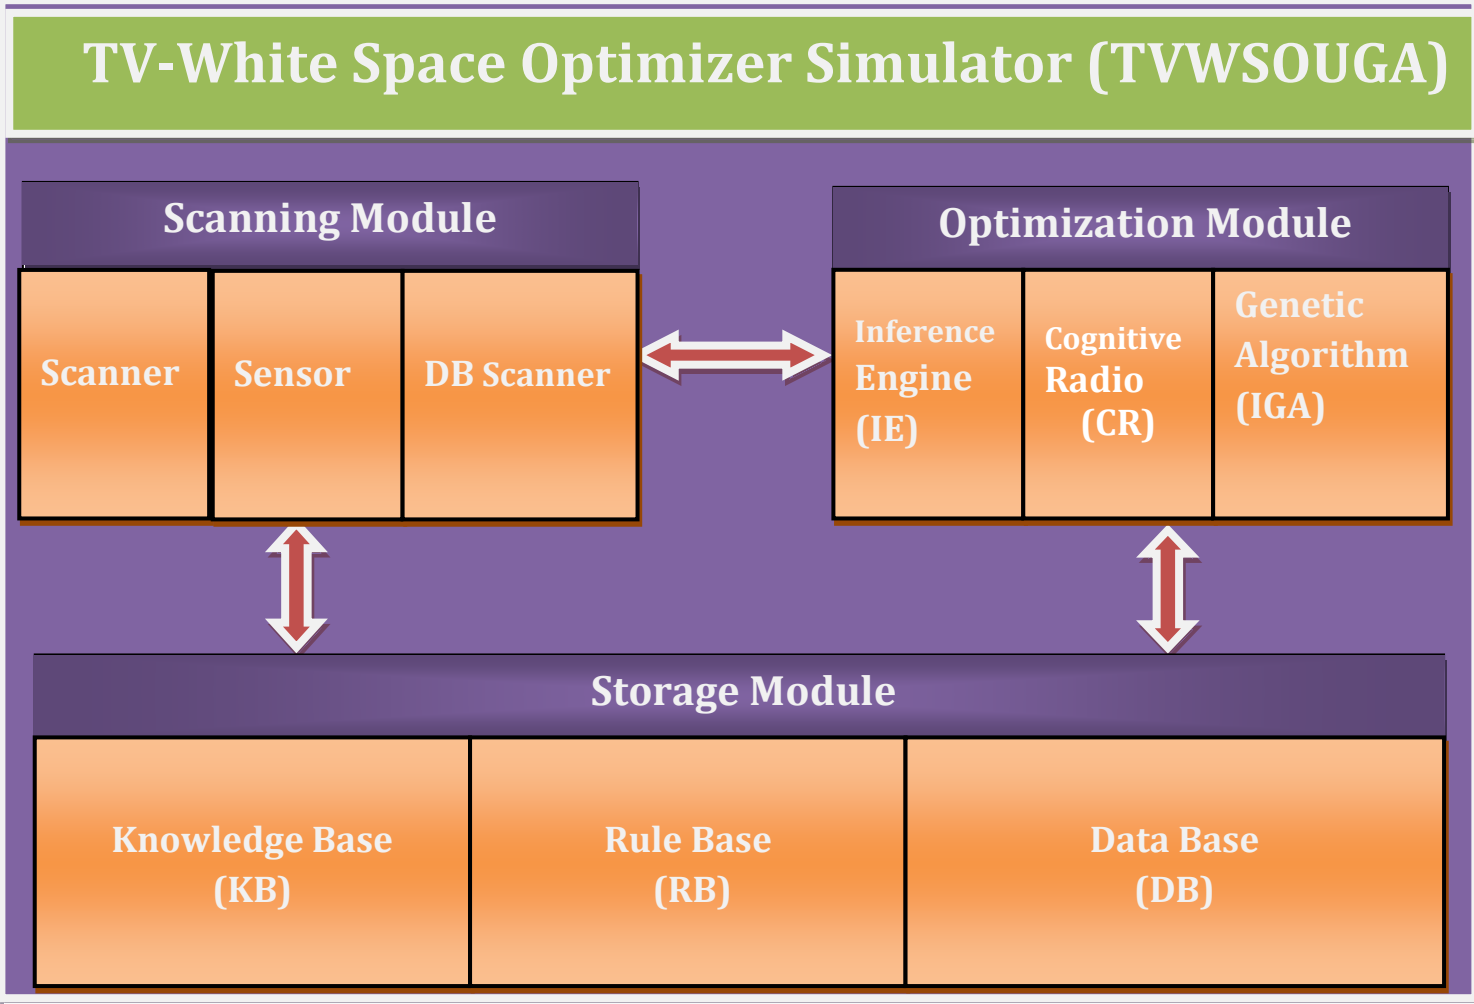 TV-White Space Optimizer Simulator (TVWSOUGA)
Scanning Module
Scanner
Sensor
DB Scanner
Optimization Module
Inference
Engine
(IE)
Cognitive
Radio
(CR)
Genetic
Algorithm
(IGA)
Storage Module
Knowledge Base
(KB)
Rule Base
(RB)
Data Base
(DB)